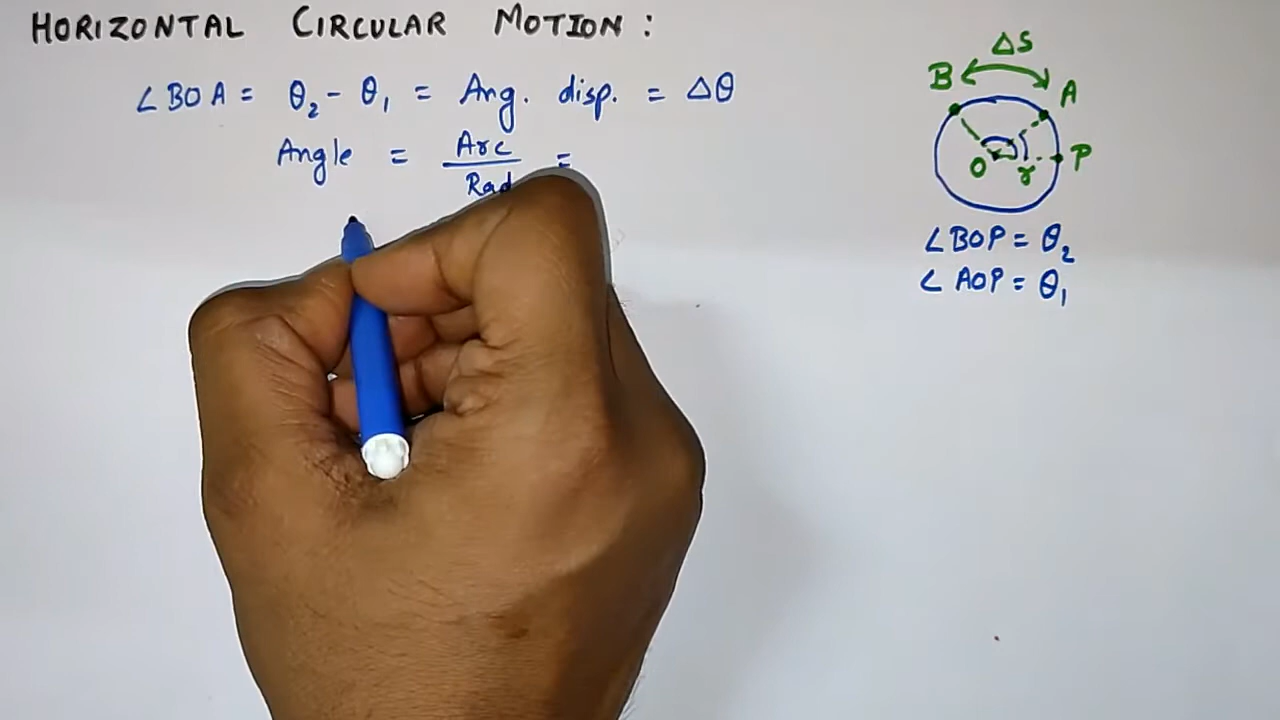 HORIZONTAL CIRCULAR MOTION :
∠BOA = θ₂ - θ₁ = Ang. disp. = Δθ
Angle = Arc / Rad =
ΔS
B A
O r P
∠BOP = θ₂
∠AOP = θ₁